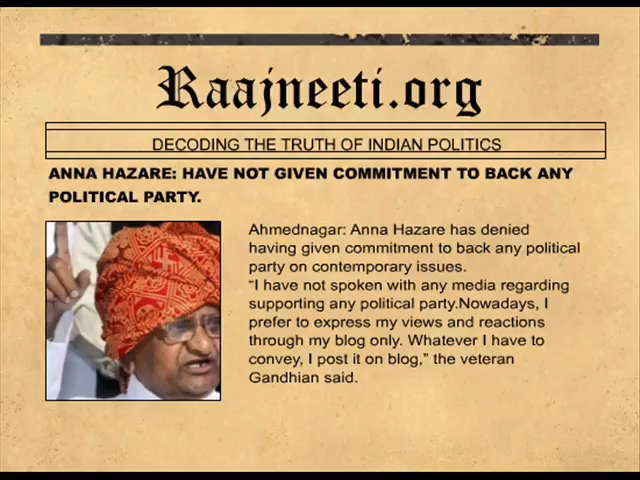 Raajneeti.org
DECODING THE TRUTH OF INDIAN POLITICS
ANNA HAZARE: HAVE NOT GIVEN COMMITMENT TO BACK ANY
POLITICAL PARTY.
Ahmednagar: Anna Hazare has denied
having given commitment to back any political
party on contemporary issues.
“I have not spoken with any media regarding
supporting any political party.Nowadays, I
prefer to express my views and reactions
through my blog only. Whatever I have to
convey, I post it on blog,” the veteran
Gandhian said.